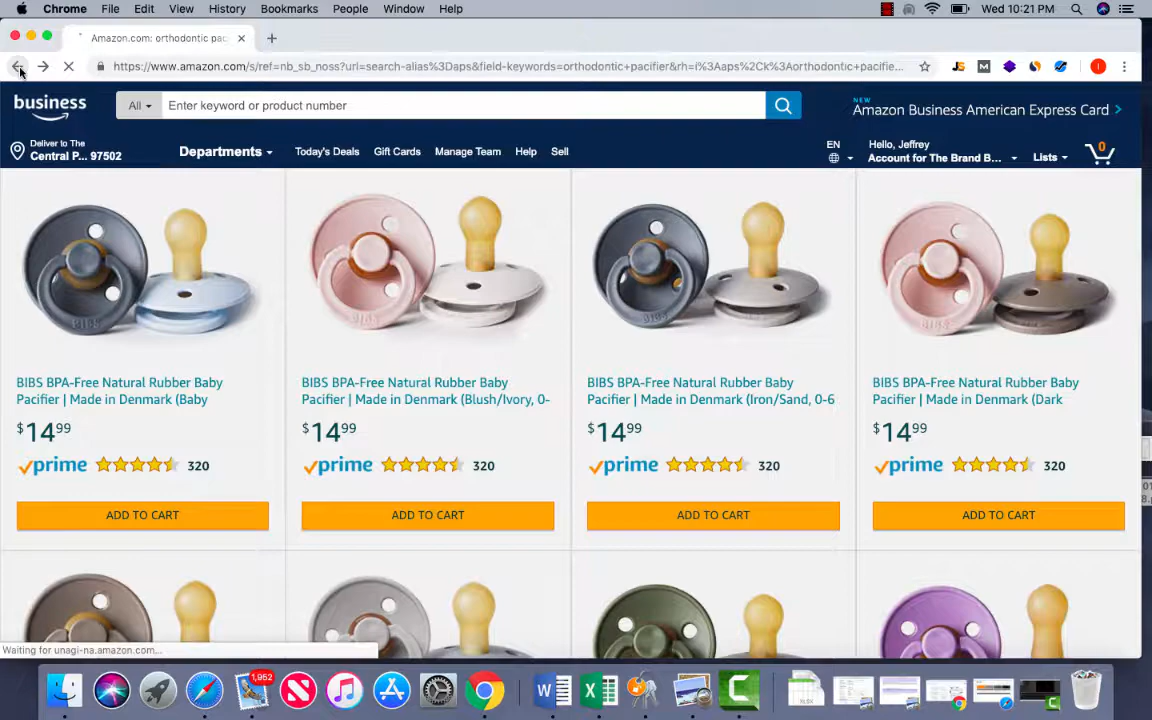 Chrome File Edit View History Bookmarks People Window Help Wed 10:21 PM
Amazon.com: orthodontic pac
https://www.amazon.com/s/ref=nb_sb_noss?url=search-alias%3Daps&field-keywords=orthodontic+pacifier&rh=i%3Aaps%2Ck%3Aorthodontic+pacifie...
business All Enter keyword or product number NEW Amazon Business American Express Card >
Deliver to The EN Hello, Jeffrey 0
Central P... 97502 Departments Today's Deals Gift Cards Manage Team Help Sell Account for The Brand B... Lists
BIBS BPA-Free Natural Rubber Baby
Pacifier | Made in Denmark (Baby
$14 99
prime 320
ADD TO CART
BIBS BPA-Free Natural Rubber Baby
Pacifier | Made in Denmark (Blush/Ivory, 0-
$14 99
prime 320
ADD TO CART
BIBS BPA-Free Natural Rubber Baby
Pacifier | Made in Denmark (Iron/Sand, 0-6
$14 99
prime 320
ADD TO CART
BIBS BPA-Free Natural Rubber Baby
Pacifier | Made in Denmark (Dark
$14 99
prime 320
ADD TO CART
Waiting for unagi-na.amazon.com...
1,952